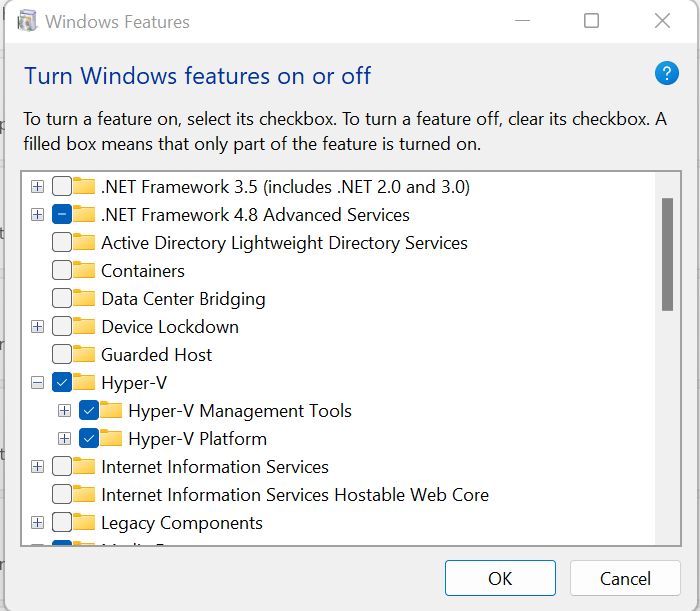 Windows Features
Turn Windows features on or off
To turn a feature on, select its checkbox. To turn a feature off, clear its checkbox. A
filled box means that only part of the feature is turned on.
.NET Framework 3.5 (includes .NET 2.0 and 3.0)
.NET Framework 4.8 Advanced Services
Active Directory Lightweight Directory Services
Containers
Data Center Bridging
Device Lockdown
Guarded Host
Hyper-V
Hyper-V Management Tools
Hyper-V Platform
Internet Information Services
Internet Information Services Hostable Web Core
Legacy Components
OK Cancel